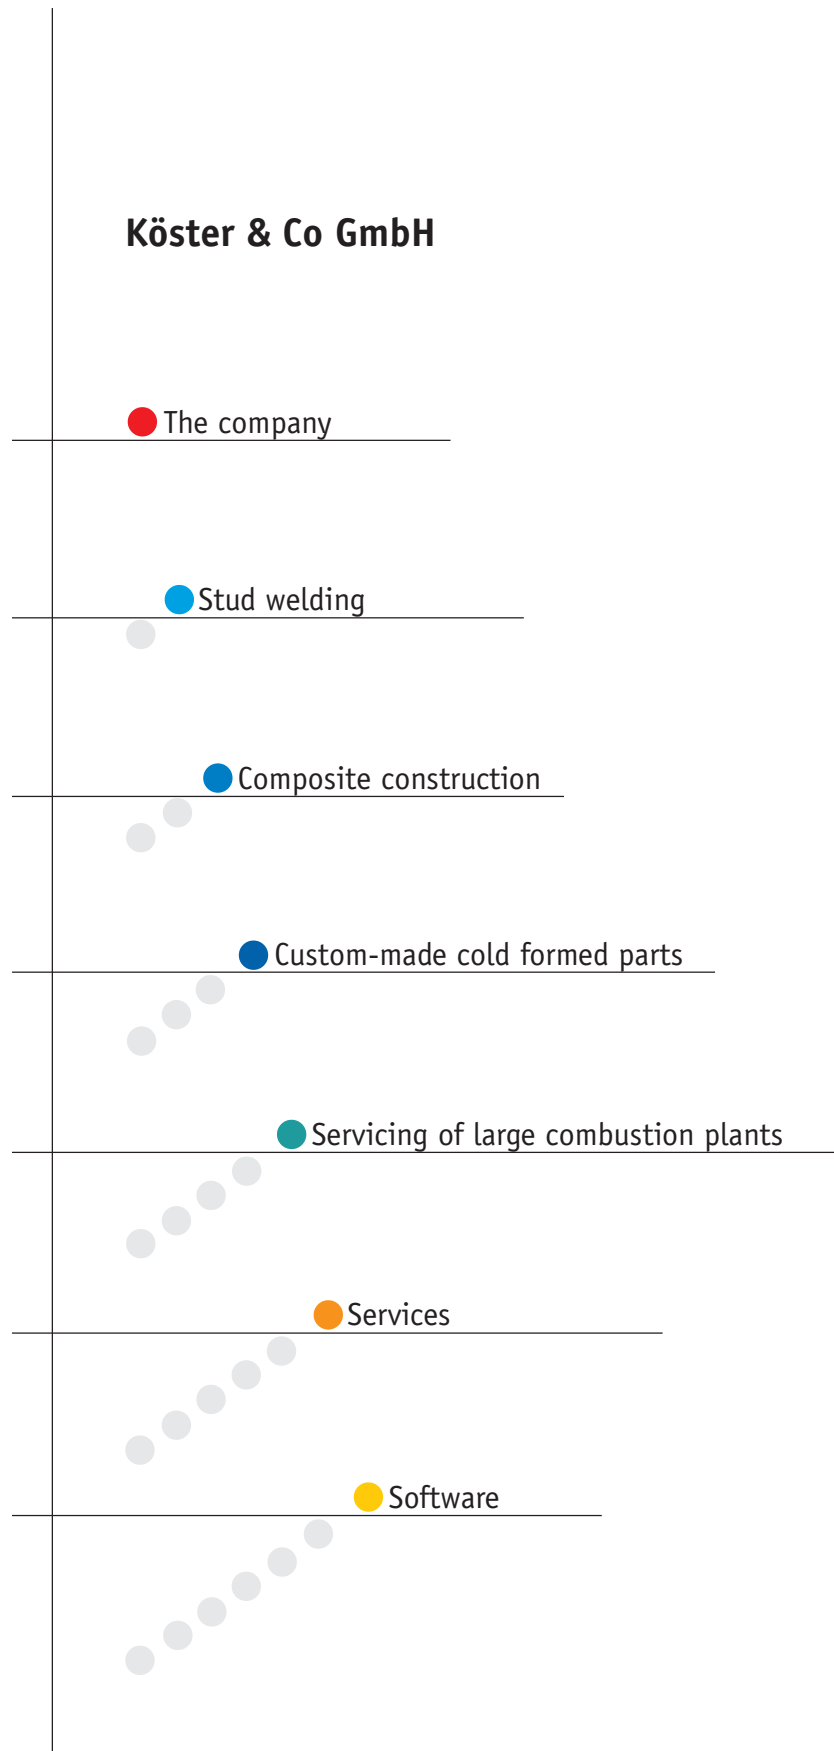 Köster & Co GmbH
The company
Stud welding
Composite construction
Custom-made cold formed parts
Servicing of large combustion plants
Services
Software